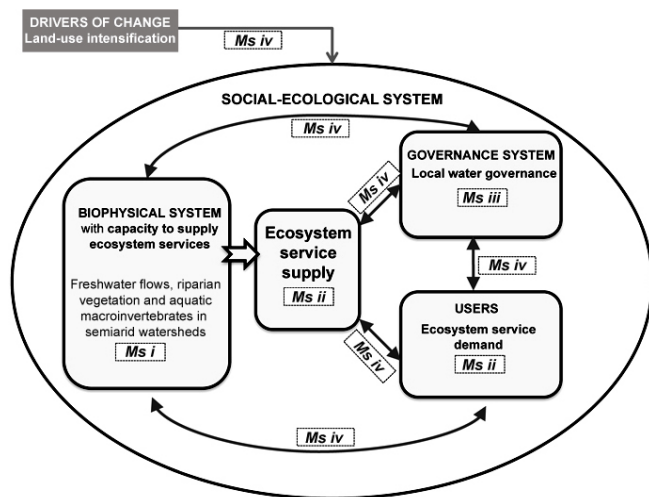 DRIVERS OF CHANGE
Land-use intensification
Ms iv
SOCIAL-ECOLOGICAL SYSTEM
Ms iv
GOVERNANCE SYSTEM
Local water governance
Ms iii
Ms iv
BIOPHYSICAL SYSTEM
with capacity to supply
ecosystem services
Freshwater flows, riparian
vegetation and aquatic
macroinvertebrates in
semiarid watersheds
Ms i
Ecosystem
service
supply
Ms ii
Ms iv
USERS
Ecosystem service
demand
Ms ii
Ms iv
Ms iv